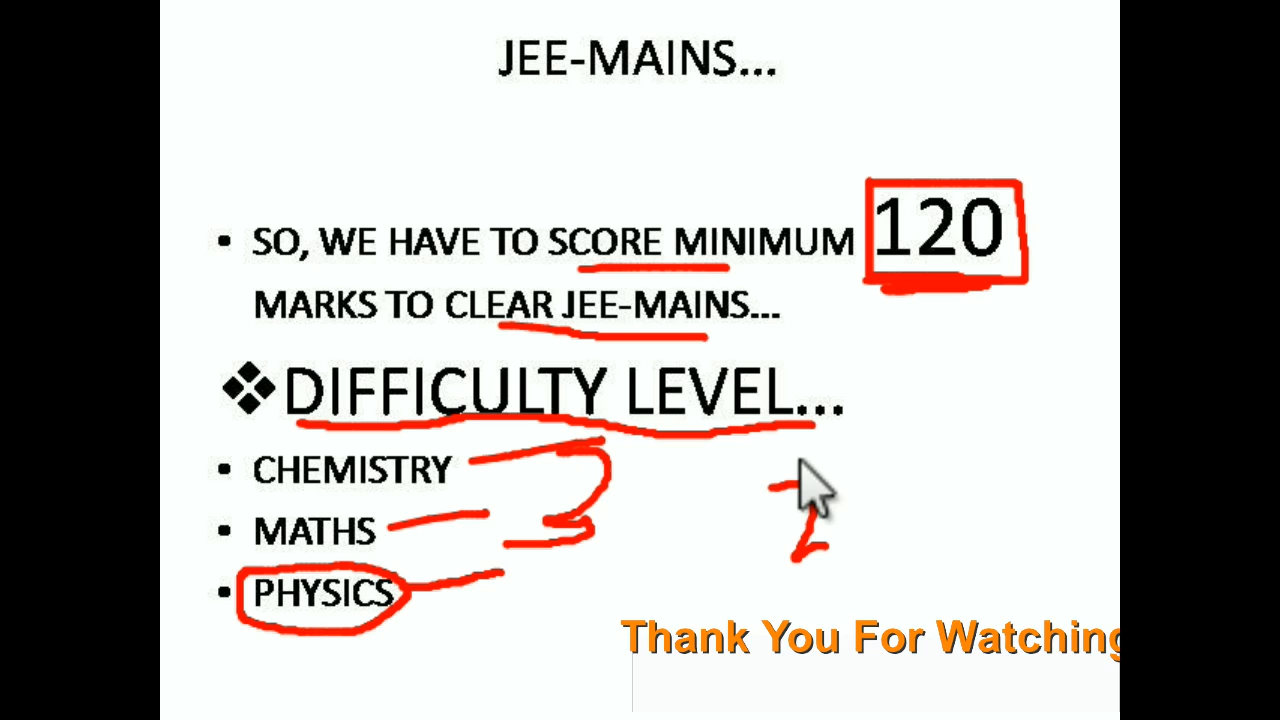 JEE-MAINS...
• SO, WE HAVE TO SCORE MINIMUM 120
MARKS TO CLEAR JEE-MAINS...
❖DIFFICULTY LEVEL...
• CHEMISTRY
• MATHS
• PHYSICS
Thank You For Watching